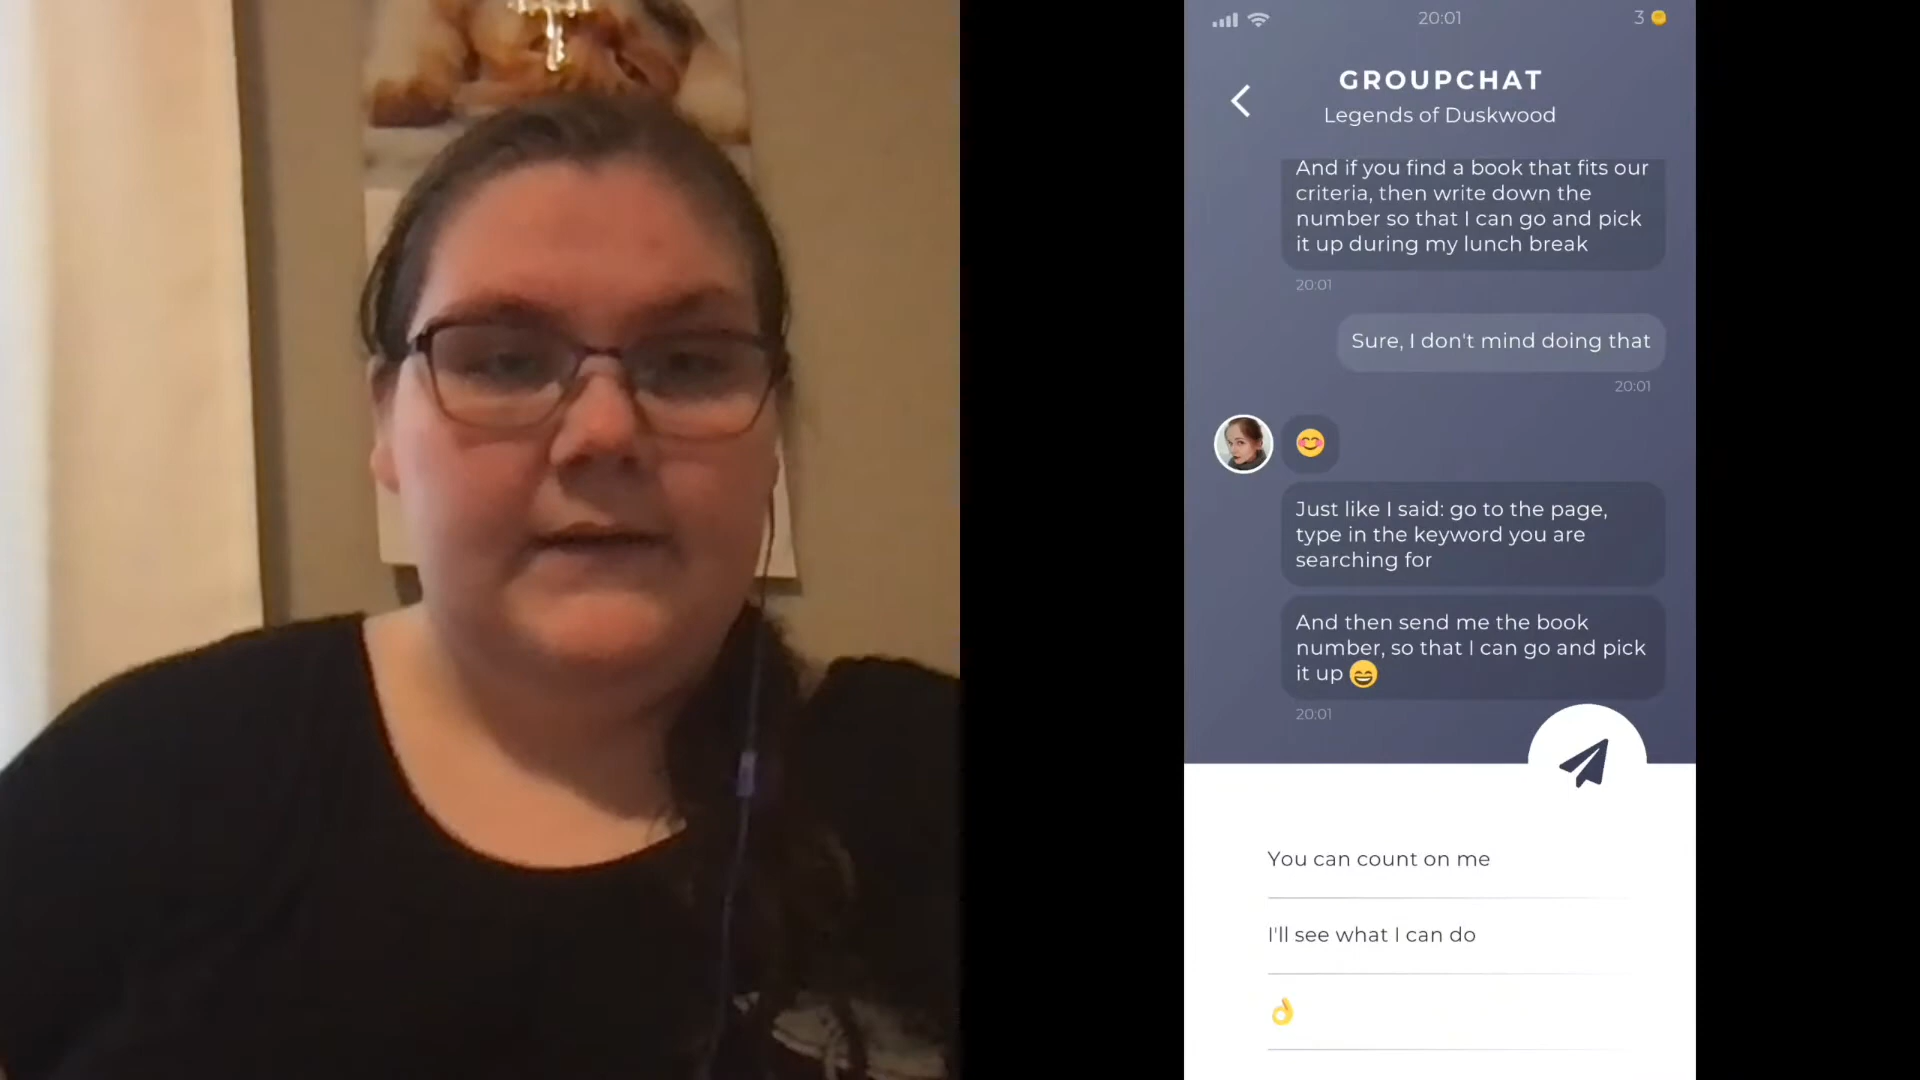 20:01
3
GROUPCHAT
Legends of Duskwood
And if you find a book that fits our
criteria, then write down the
number so that I can go and pick
it up during my lunch break
20:01
Sure, I don't mind doing that
20:01
😊
Just like I said: go to the page,
type in the keyword you are
searching for
And then send me the book
number, so that I can go and pick
it up 😄
20:01
You can count on me
I'll see what I can do
👌